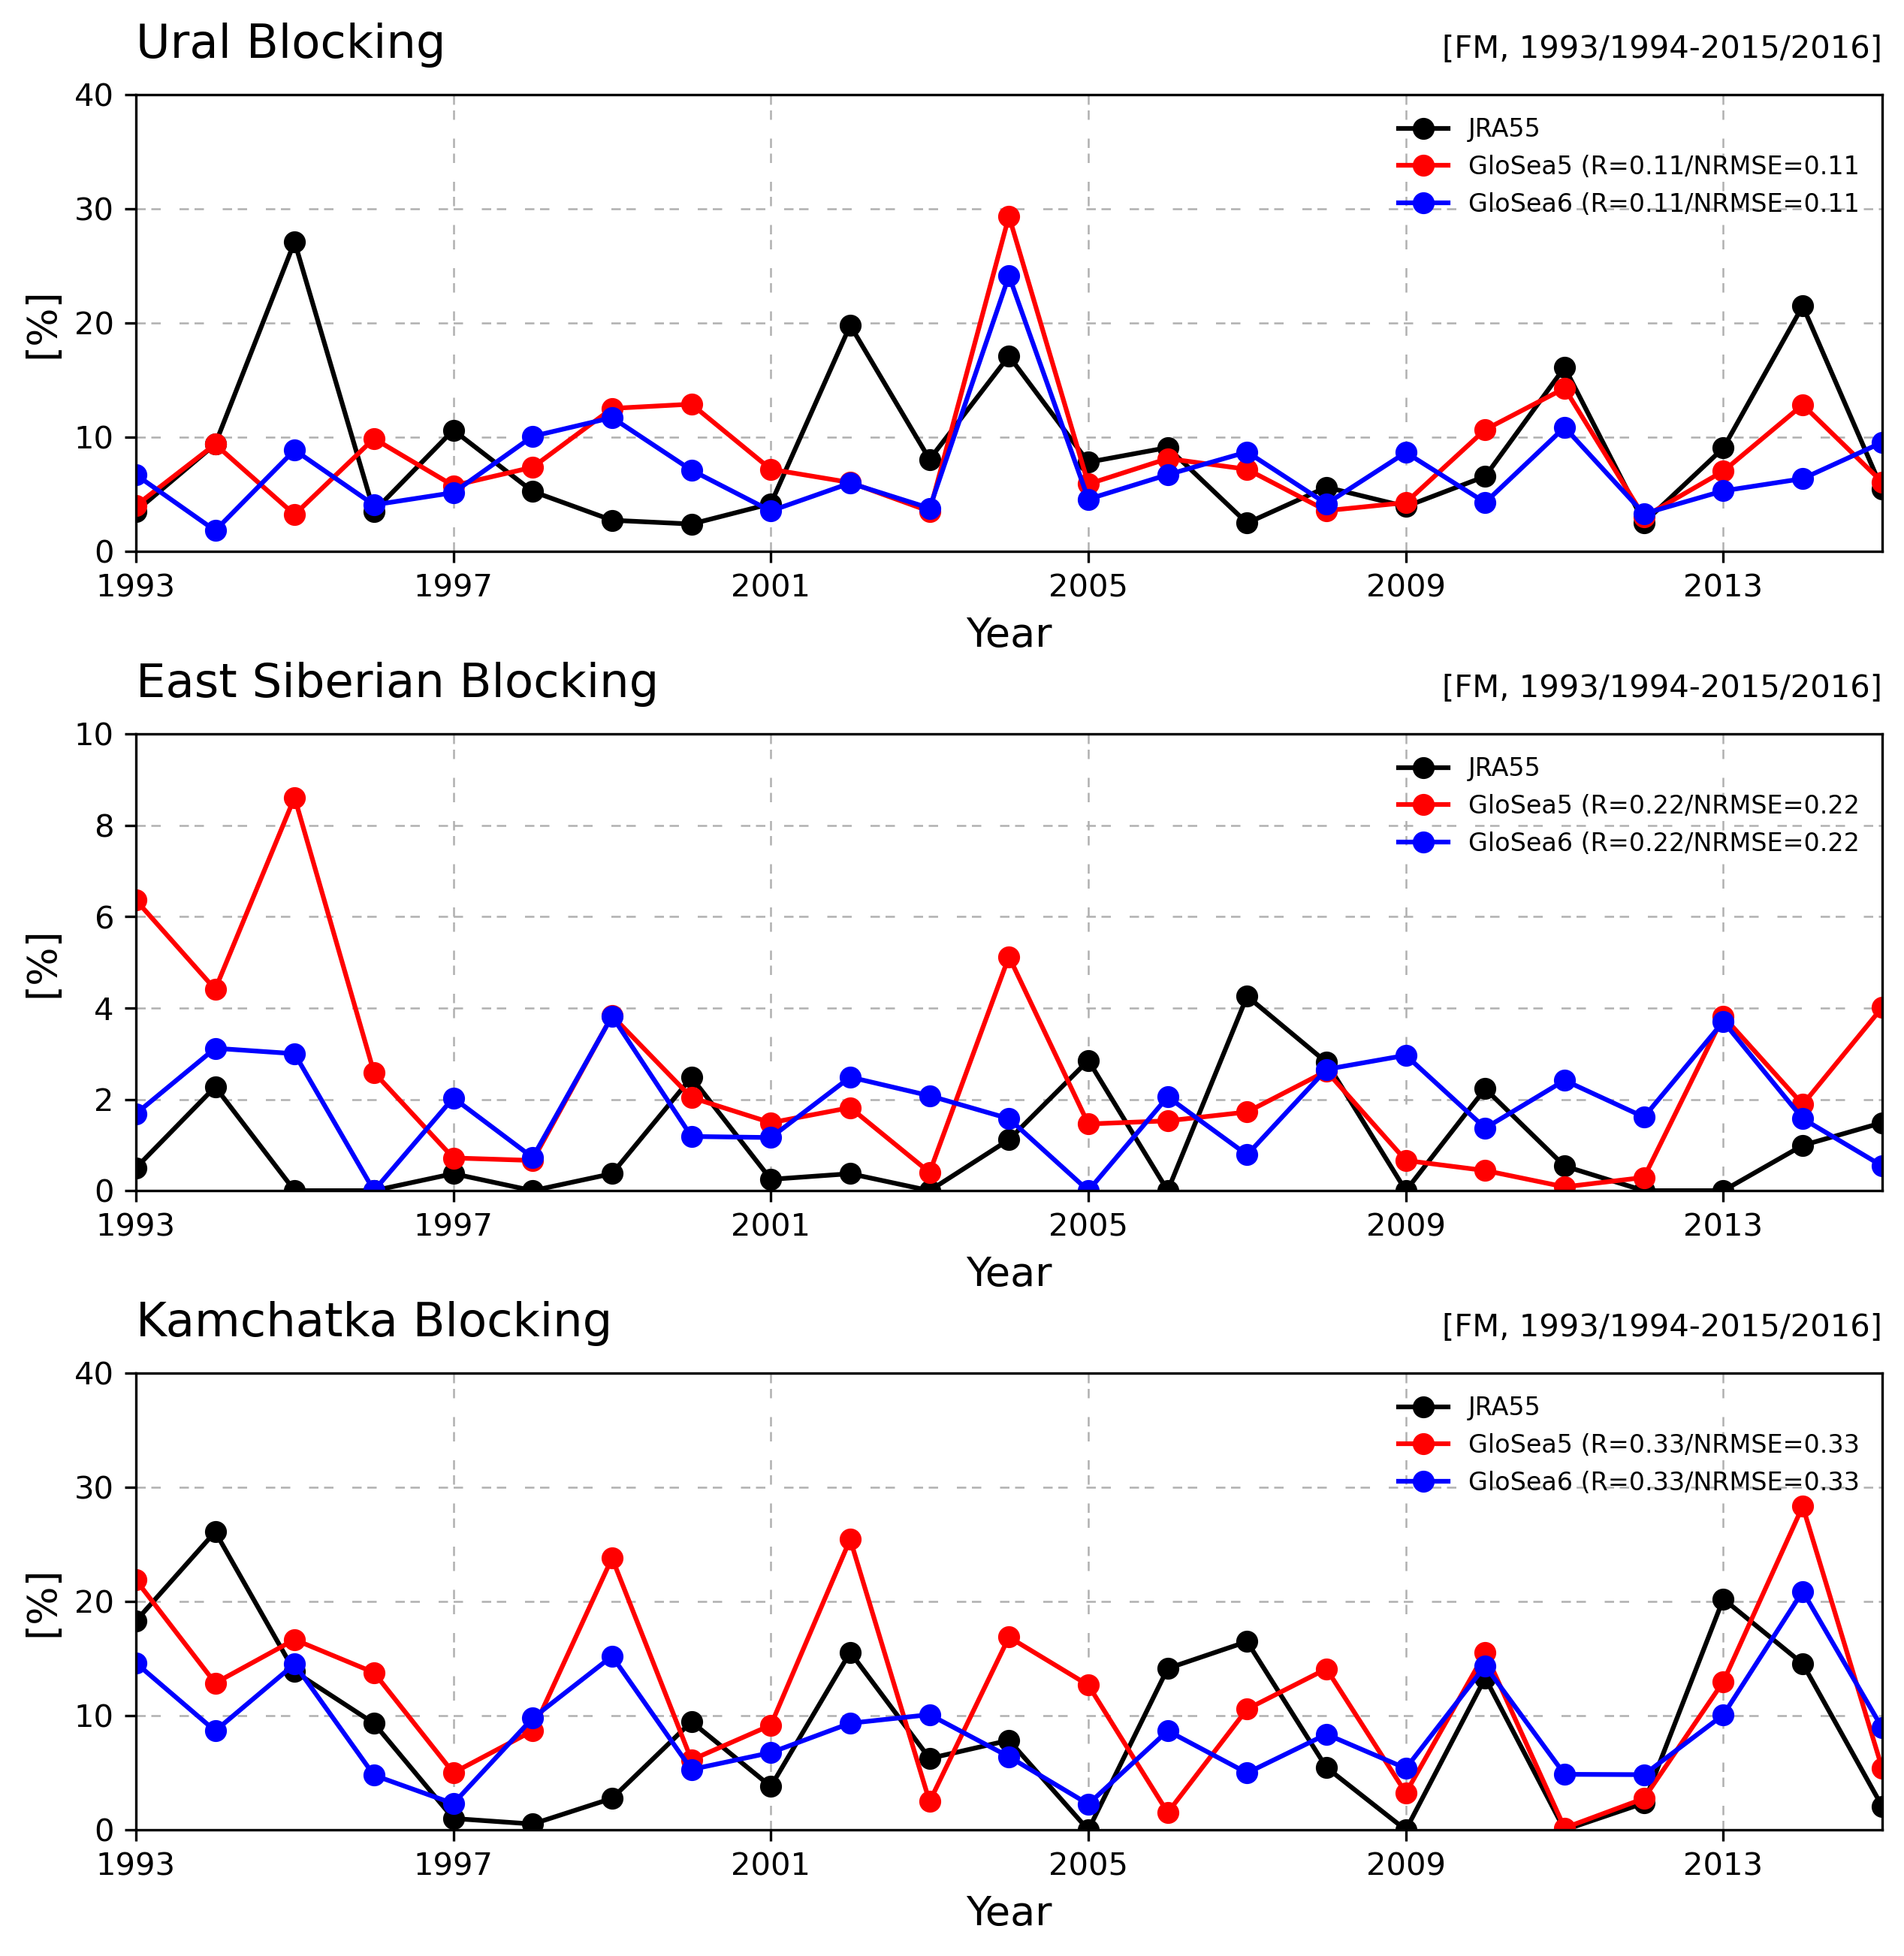 Ural Blocking
[FM, 1993/1994-2015/2016]
40
30
20
10
0
[%]
JRA55
GloSea5 (R=0.11/NRMSE=0.11
GloSea6 (R=0.11/NRMSE=0.11
1993 1997 2001 2005 2009 2013
Year
East Siberian Blocking
[FM, 1993/1994-2015/2016]
10
8
6
4
2
0
[%]
JRA55
GloSea5 (R=0.22/NRMSE=0.22
GloSea6 (R=0.22/NRMSE=0.22
1993 1997 2001 2005 2009 2013
Year
Kamchatka Blocking
[FM, 1993/1994-2015/2016]
40
30
20
10
0
[%]
JRA55
GloSea5 (R=0.33/NRMSE=0.33
GloSea6 (R=0.33/NRMSE=0.33
1993 1997 2001 2005 2009 2013
Year